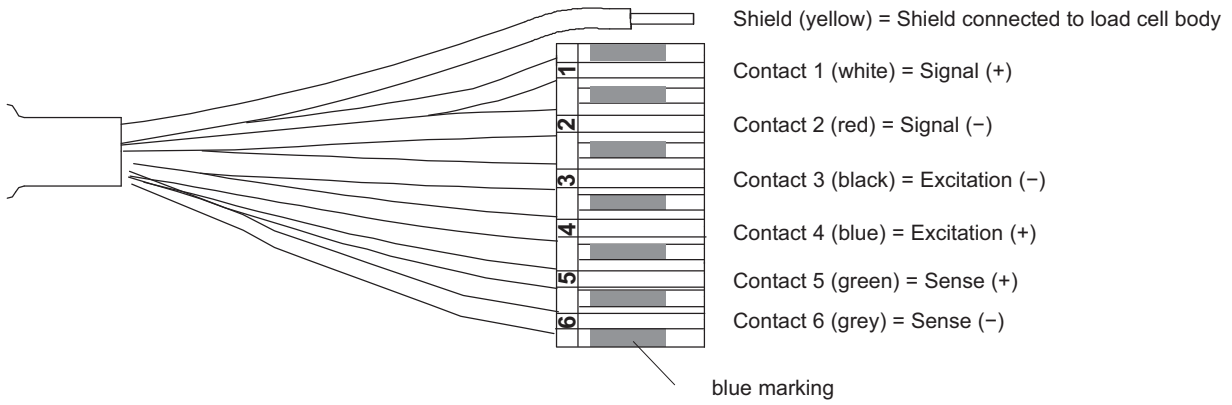 Shield (yellow) = Shield connected to load cell body
1
Contact 1 (white) = Signal (+)
2
Contact 2 (red) = Signal (−)
3
Contact 3 (black) = Excitation (−)
4
Contact 4 (blue) = Excitation (+)
5
Contact 5 (green) = Sense (+)
6
Contact 6 (grey) = Sense (−)
blue marking